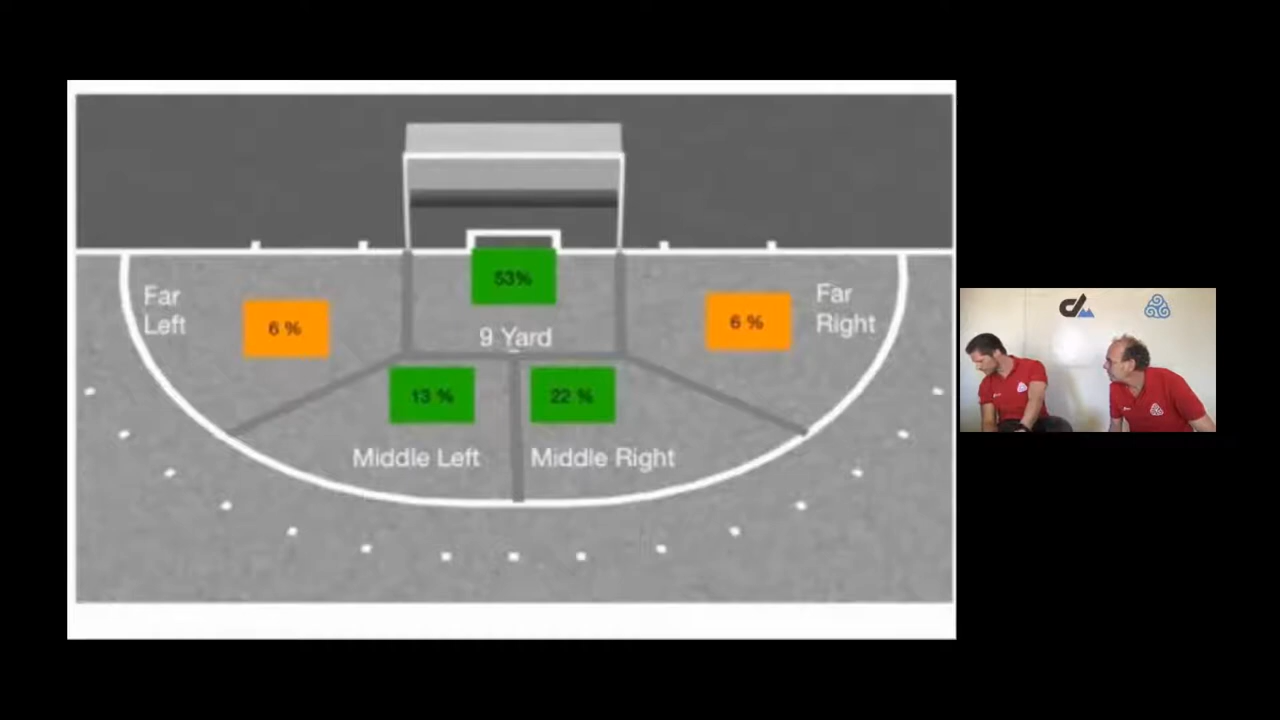 53%
Far
Left
6 %
6 %
Far
Right
9 Yard
13 %
22 %
Middle Left
Middle Right